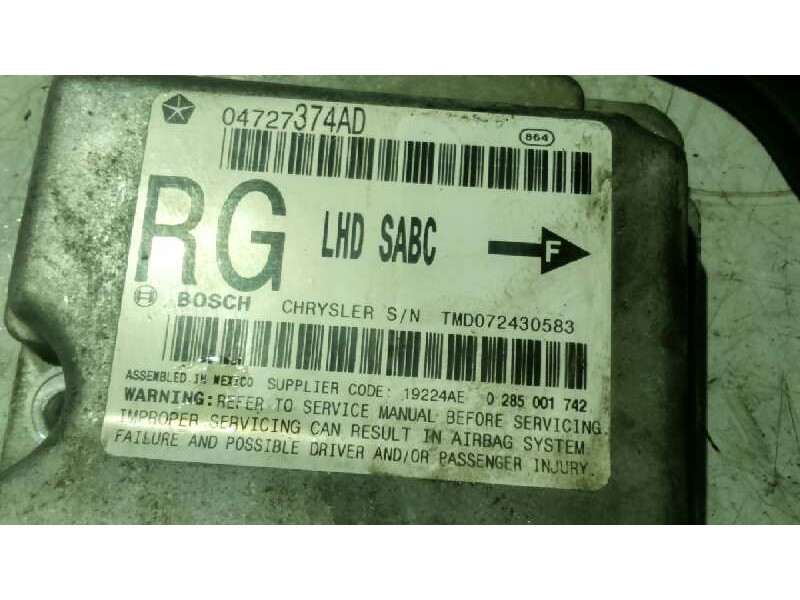 04727374AD
864
RG LHD SABC F
BOSCH CHRYSLER S/N TMD072430583
ASSEMBLED IN MEXICO SUPPLIER CODE: 19224AE 0 285 001 742
WARNING: REFER TO SERVICE MANUAL BEFORE SERVICING.
IMPROPER SERVICING CAN RESULT IN AIRBAG SYSTEM
FAILURE AND POSSIBLE DRIVER AND/OR PASSENGER INJURY.